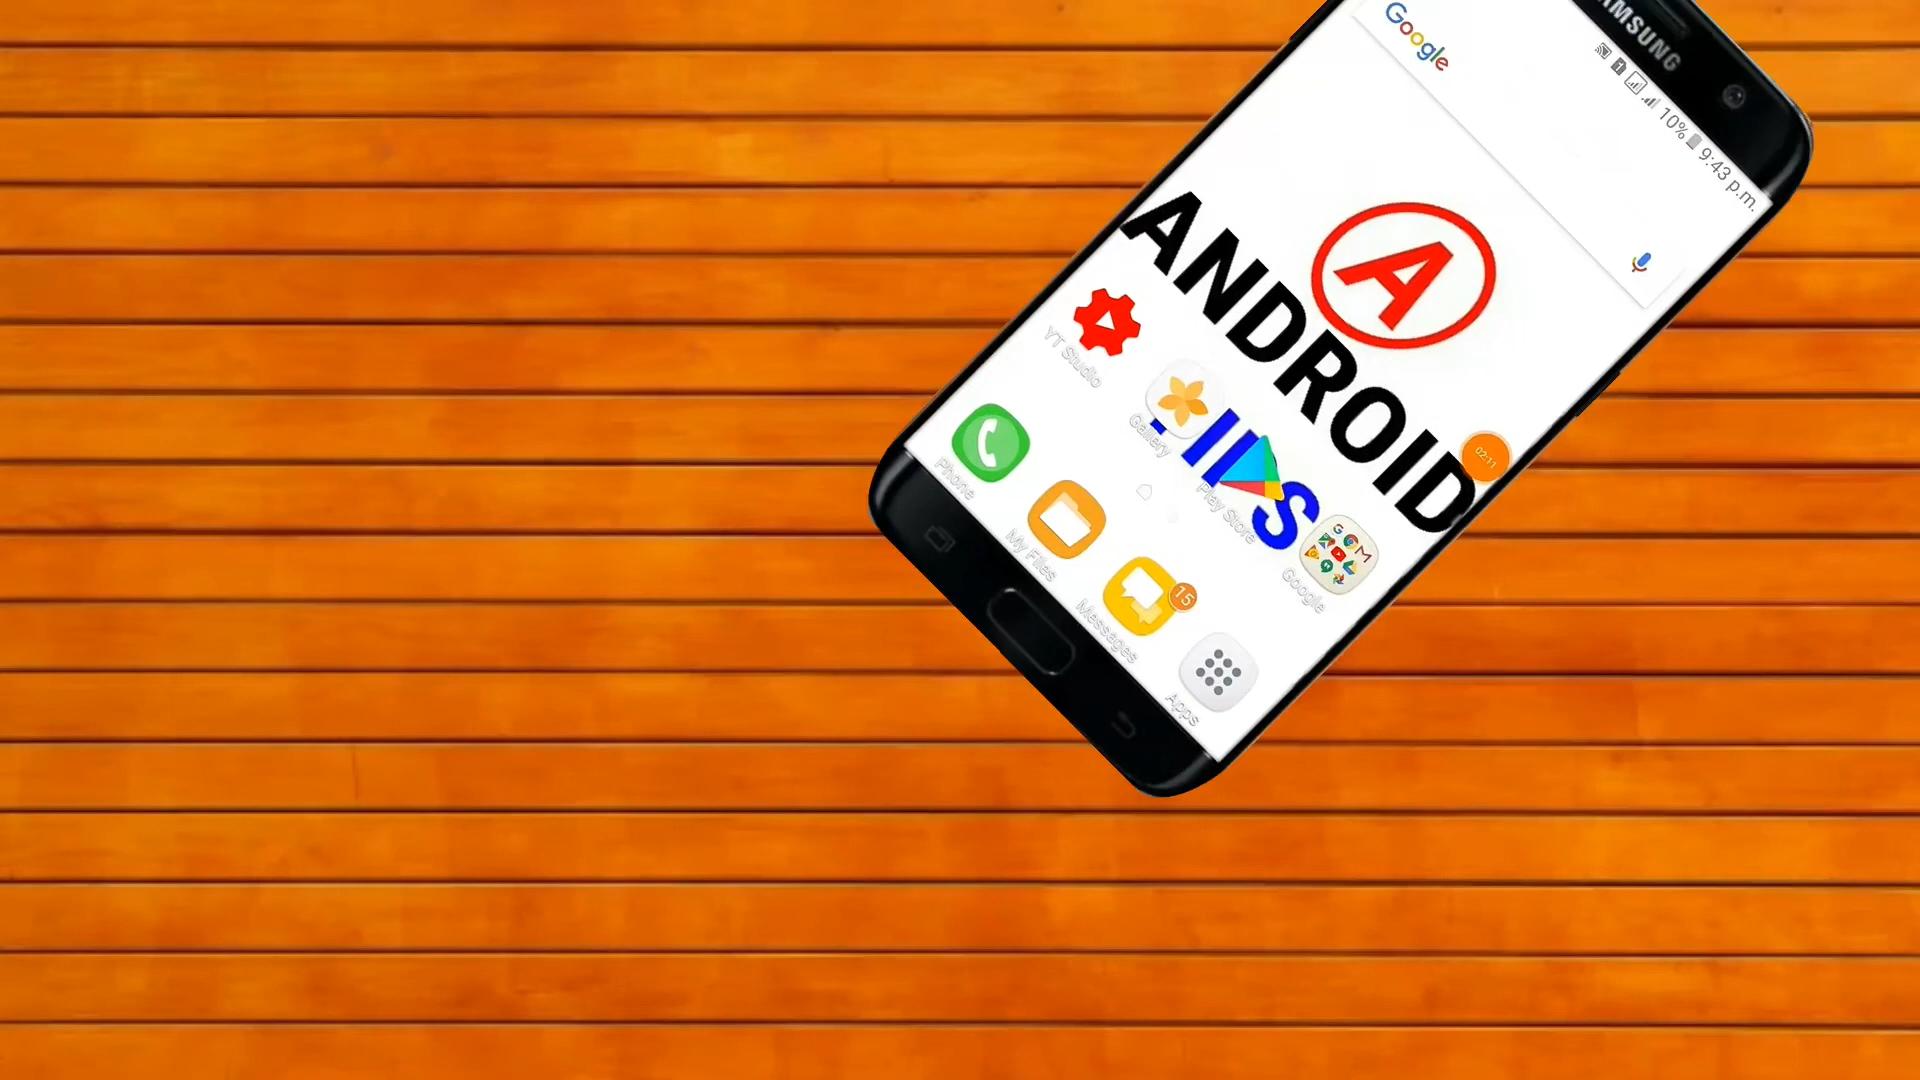 SAMSUNG
10% 9:43 p.m.
Google
A
ANDROID
YT Studio
Gallery
Play Store
Google
02:11
Phone
My Files
Messages
15
Apps